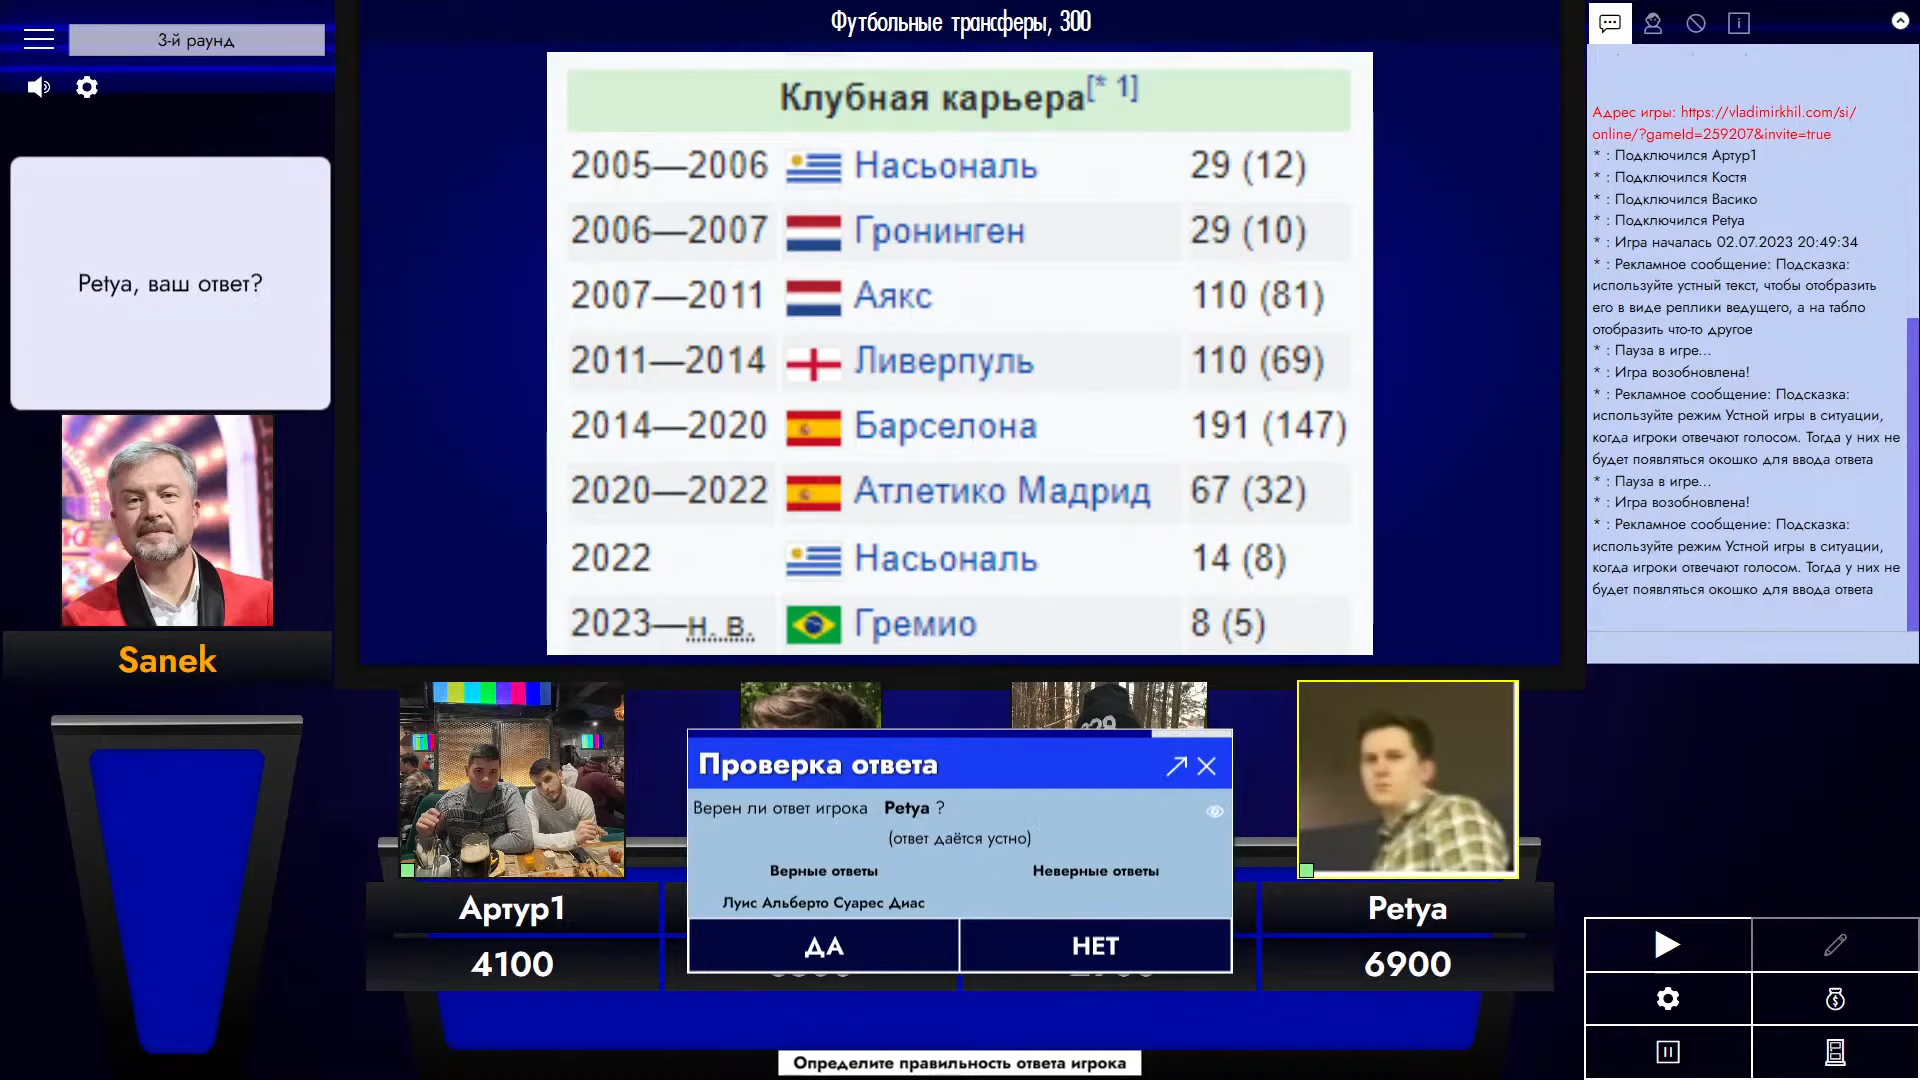 3-й раунд
Футбольные трансферы, 300
Petya, ваш ответ?
Sanek
Клубная карьера[* 1]
2005—2006 Насьональ 29 (12)
2006—2007 Гронинген 29 (10)
2007—2011 Аякс 110 (81)
2011—2014 Ливерпуль 110 (69)
2014—2020 Барселона 191 (147)
2020—2022 Атлетико Мадрид 67 (32)
2022 Насьональ 14 (8)
2023—н. в. Гремио 8 (5)
Адрес игры: https://vladimirkhil.com/si/
online/?gameId=259207&invite=true
* : Подключился Артур1
* : Подключился Костя
* : Подключился Васико
* : Подключился Petya
* : Игра началась 02.07.2023 20:49:34
* : Рекламное сообщение: Подсказка:
используйте устный текст, чтобы отобразить
его в виде реплики ведущего, а на табло
отобразить что-то другое
* : Пауза в игре...
* : Игра возобновлена!
* : Рекламное сообщение: Подсказка:
используйте режим Устной игры в ситуации,
когда игроки отвечают голосом. Тогда у них не
будет появляться окошко для ввода ответа
* : Пауза в игре...
* : Игра возобновлена!
* : Рекламное сообщение: Подсказка:
используйте режим Устной игры в ситуации,
когда игроки отвечают голосом. Тогда у них не
будет появляться окошко для ввода ответа
Проверка ответа
Верен ли ответ игрока Petya ?
(ответ даётся устно)
Верные ответы Неверные ответы
Луис Альберто Суарес Диас
ДА НЕТ
Артур1
4100
Petya
6900
Определите правильность ответа игрока